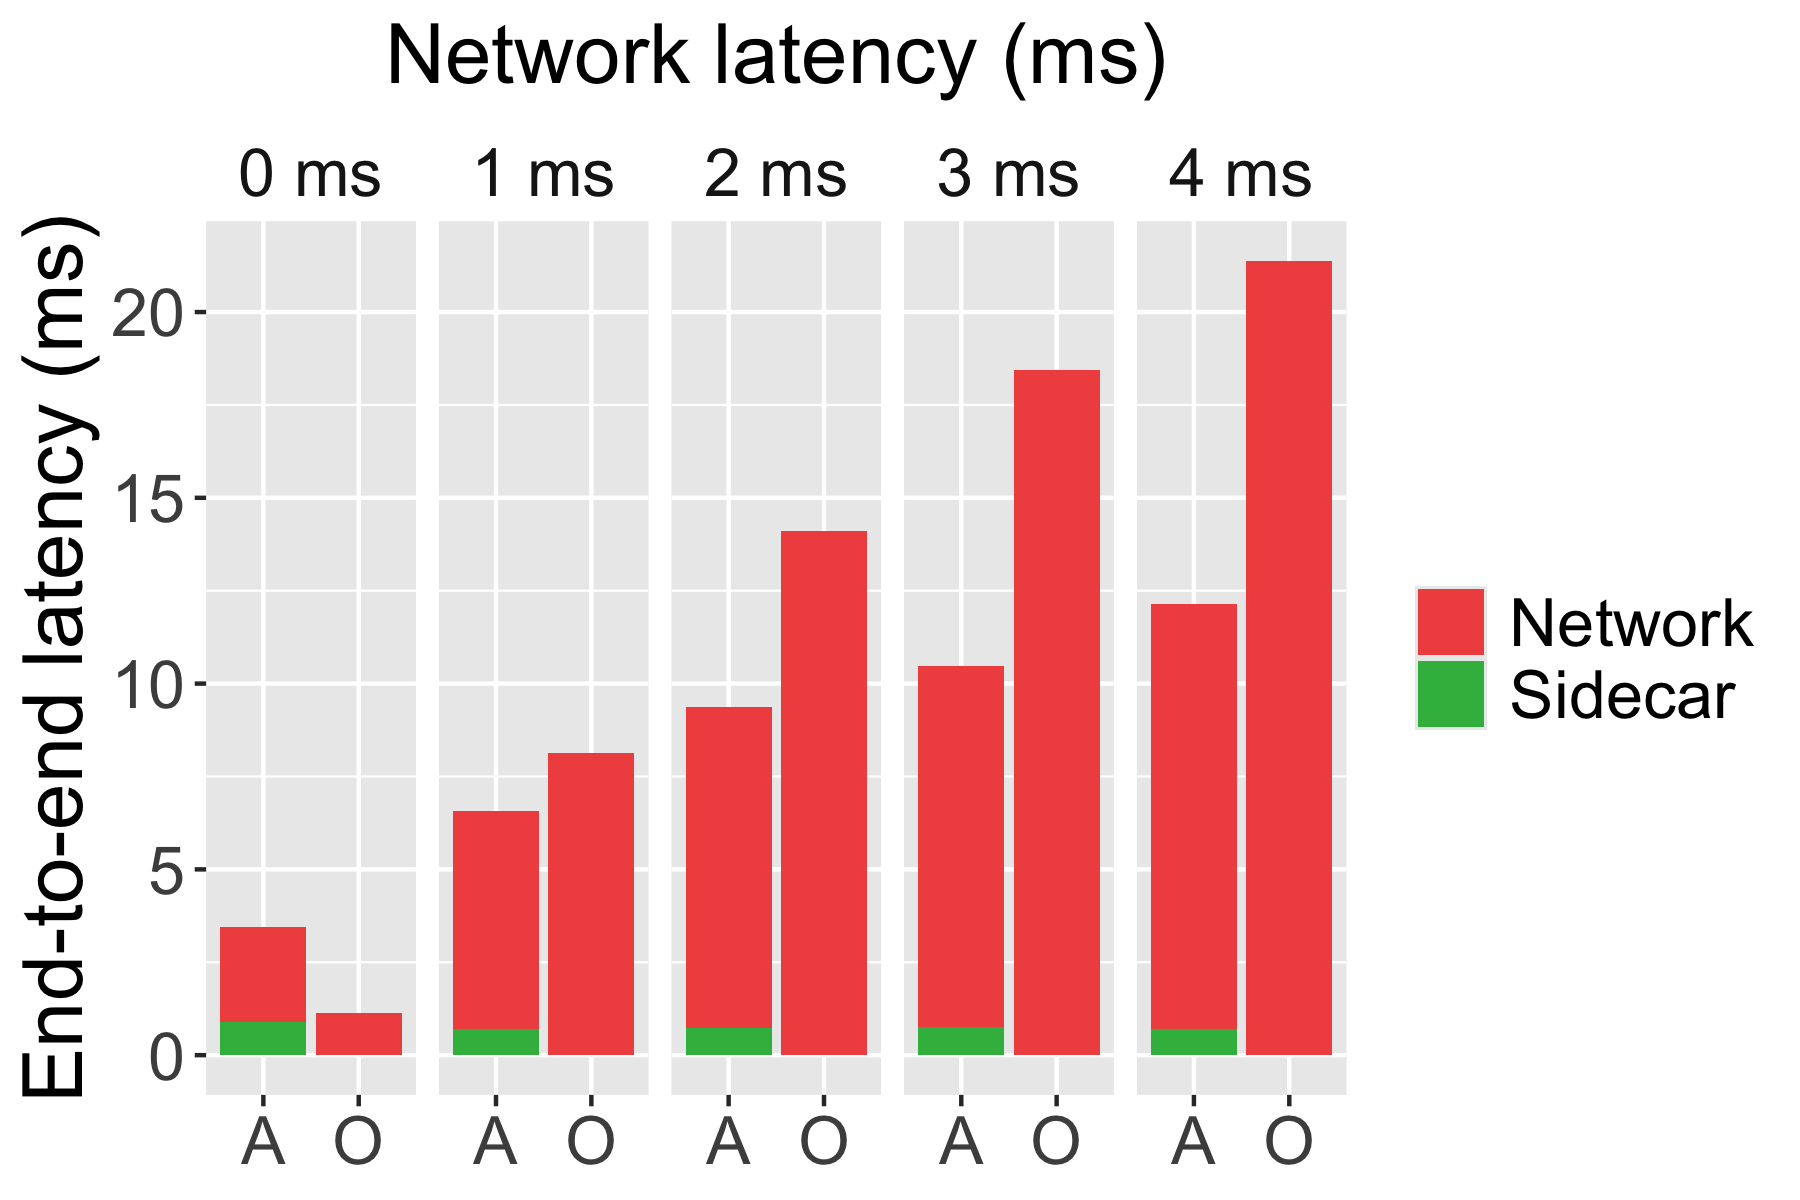 Network latency (ms)
0 ms 1 ms 2 ms 3 ms 4 ms
End-to-end latency (ms)
20
15
10
5
0
A O A O A O A O A O
Network
Sidecar